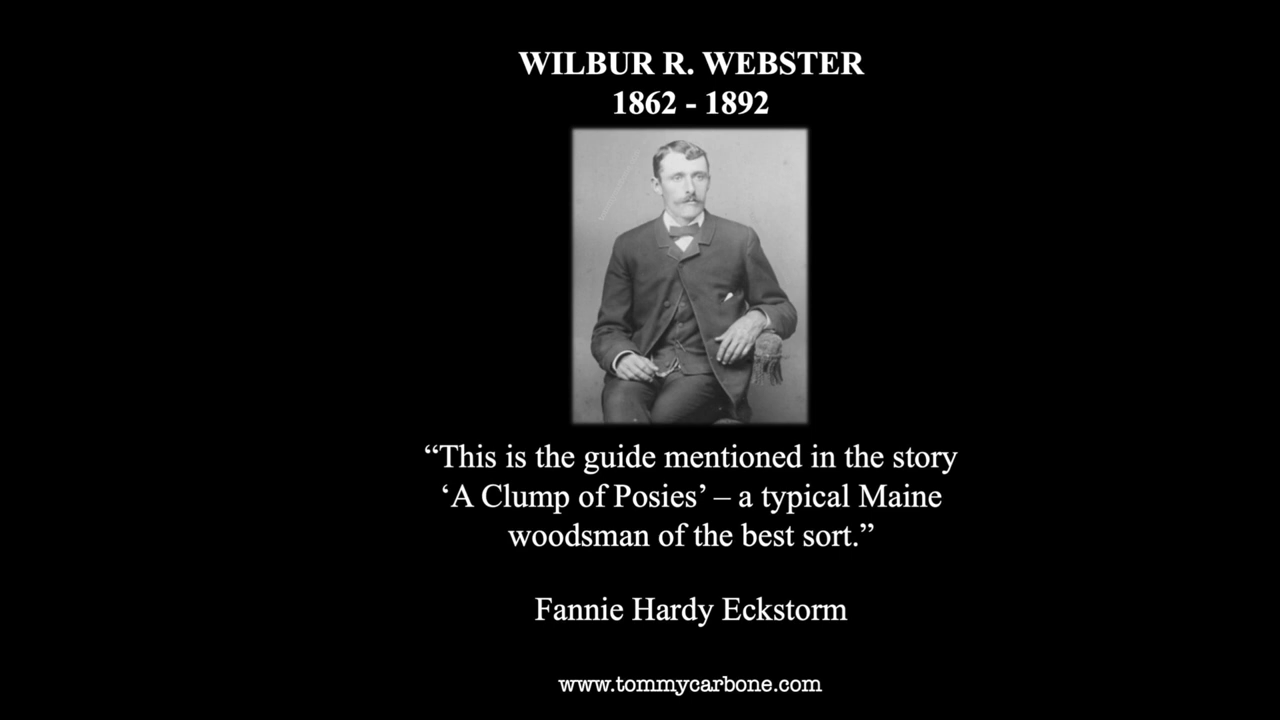 WILBUR R. WEBSTER
1862 - 1892
“This is the guide mentioned in the story
‘A Clump of Posies’ – a typical Maine
woodsman of the best sort.”
Fannie Hardy Eckstorm
www.tommycarbone.com